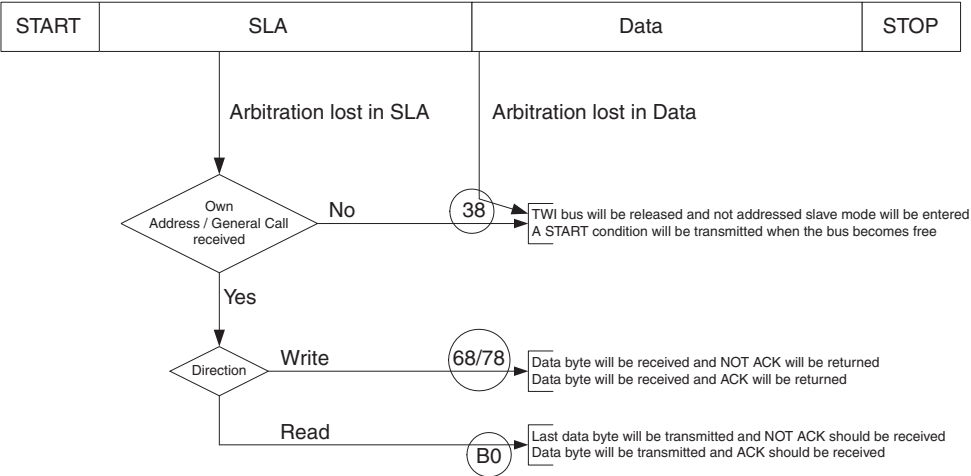 START SLA Data STOP
Arbitration lost in SLA Arbitration lost in Data
Own
Address / General Call
received
No 38
TWI bus will be released and not addressed slave mode will be entered
A START condition will be transmitted when the bus becomes free
Yes
Direction
Write 68/78
Data byte will be received and NOT ACK will be returned
Data byte will be received and ACK will be returned
Read B0
Last data byte will be transmitted and NOT ACK should be received
Data byte will be transmitted and ACK should be received